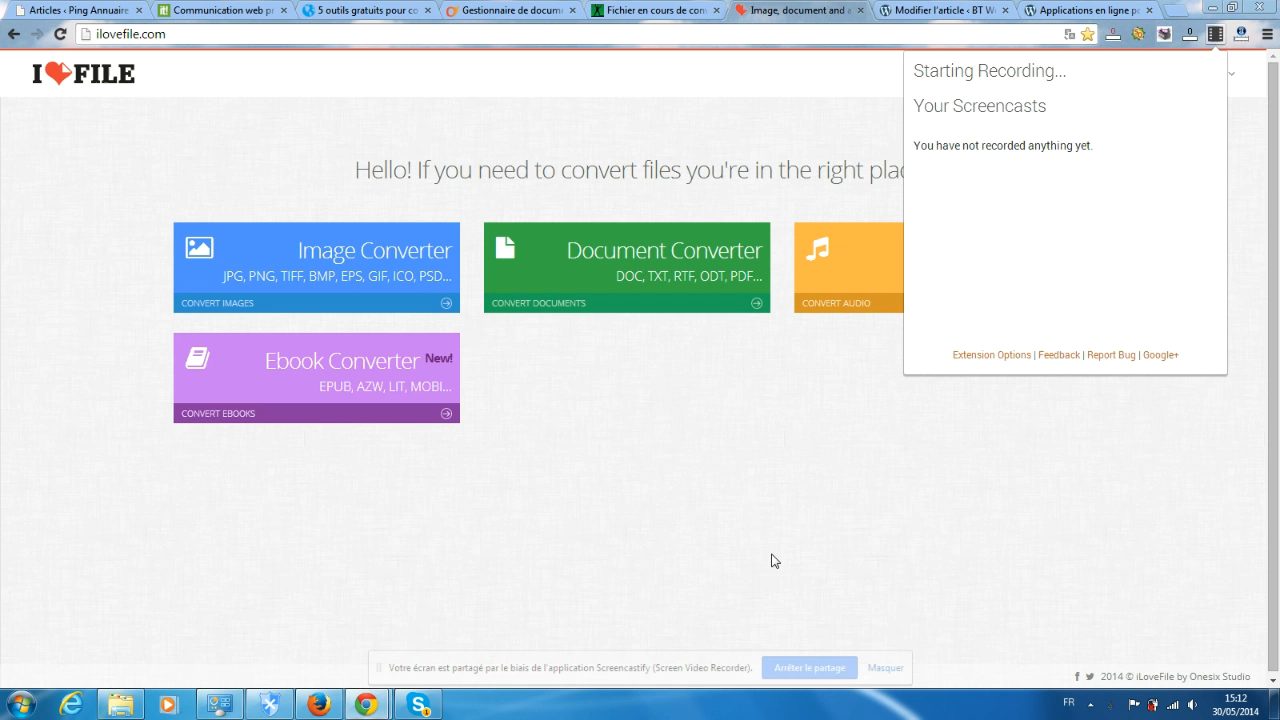 Articles ‹ Ping Annuaire
Communication web pr
5 outils gratuits pour co
Gestionnaire de docum
Fichier en cours de con
Image, document and a
Modifier l'article ‹ BT W
Applications en ligne po
ilovefile.com
I FILE
Starting Recording...
Your Screencasts
You have not recorded anything yet.
Extension Options | Feedback | Report Bug | Google+
Hello! If you need to convert files you're in the right plac
Image Converter
JPG, PNG, TIFF, BMP, EPS, GIF, ICO, PSD...
CONVERT IMAGES
Document Converter
DOC, TXT, RTF, ODT, PDF...
CONVERT DOCUMENTS
CONVERT AUDIO
Ebook Converter New!
EPUB, AZW, LIT, MOBI...
CONVERT EBOOKS
Votre écran est partagé par le biais de l'application Screencastify (Screen Video Recorder). Arrêter le partage Masquer
2014 © iLoveFile by Onesix Studio
FR
15:12
30/05/2014